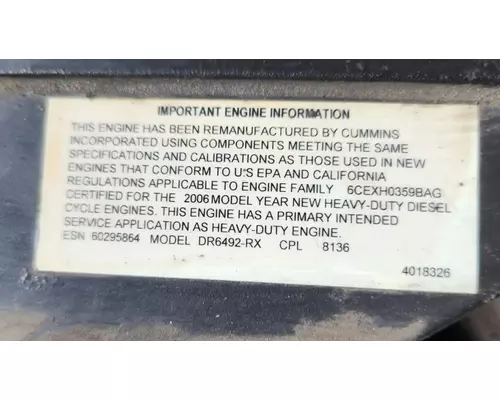 IMPORTANT ENGINE INFORMATION
THIS ENGINE HAS BEEN REMANUFACTURED BY CUMMINS
INCORPORATED USING COMPONENTS MEETING THE SAME
SPECIFICATIONS AND CALIBRATIONS AS THOSE USED IN NEW
ENGINES THAT CONFORM TO U'S EPA AND CALIFORNIA
REGULATIONS APPLICABLE TO ENGINE FAMILY 6CEXH0359BAG
CERTIFIED FOR THE 2006 MODEL YEAR NEW HEAVY-DUTY DIESEL
CYCLE ENGINES. THIS ENGINE HAS A PRIMARY INTENDED
SERVICE APPLICATION AS HEAVY-DUTY ENGINE.
ESN 60295864 MODEL DR6492-RX CPL 8136
4018326